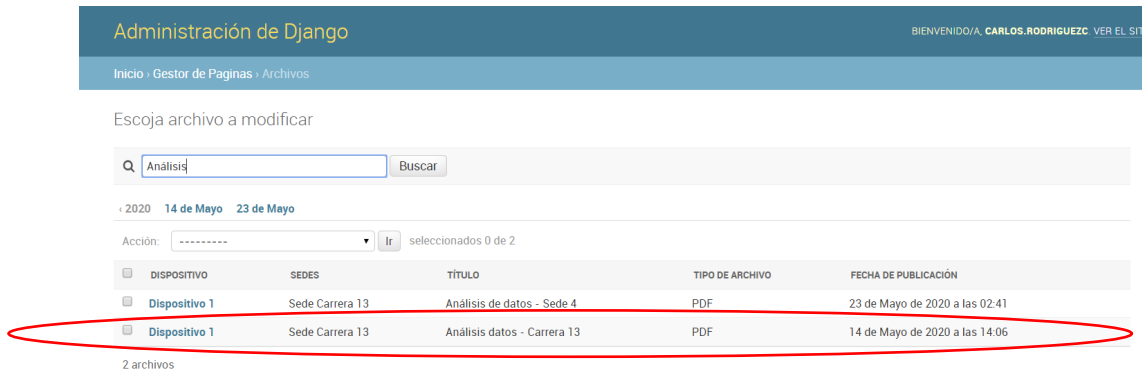 Administración de Django
BIENVENIDO/A, CARLOS.RODRIGUEZC. VER EL SIT
Inicio › Gestor de Paginas › Archivos
Escoja archivo a modificar
Análisis Buscar
‹ 2020 14 de Mayo 23 de Mayo
Acción: --------- Ir seleccionados 0 de 2
DISPOSITIVO SEDES TÍTULO TIPO DE ARCHIVO FECHA DE PUBLICACIÓN
Dispositivo 1 Sede Carrera 13 Análisis de datos - Sede 4 PDF 23 de Mayo de 2020 a las 02:41
Dispositivo 1 Sede Carrera 13 Análisis datos - Carrera 13 PDF 14 de Mayo de 2020 a las 14:06
2 archivos